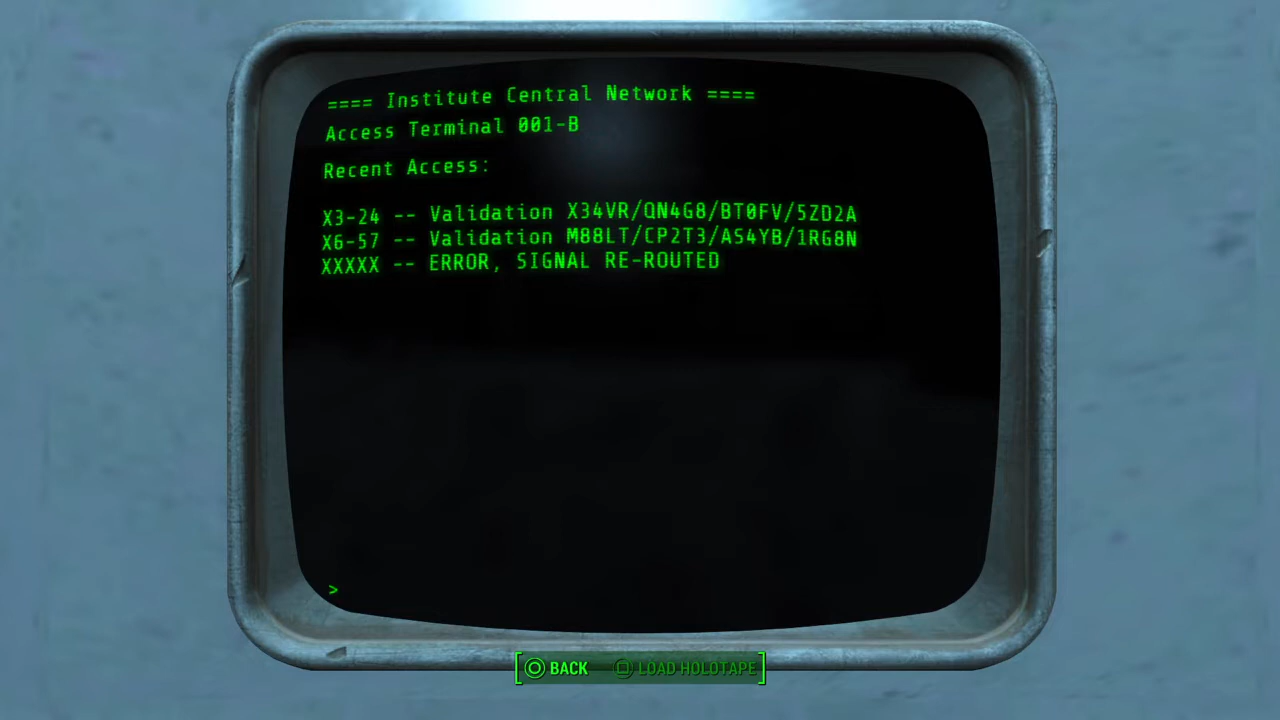 ==== Institute Central Network ====
Access Terminal 001-B
Recent Access:
X3-24 -- Validation X34VR/QN4G8/BT0FV/5ZD2A
X6-57 -- Validation M88LT/CP2T3/AS4YB/1RG8N
XXXXX -- ERROR, SIGNAL RE-ROUTED
>
BACK LOAD HOLOTAPE